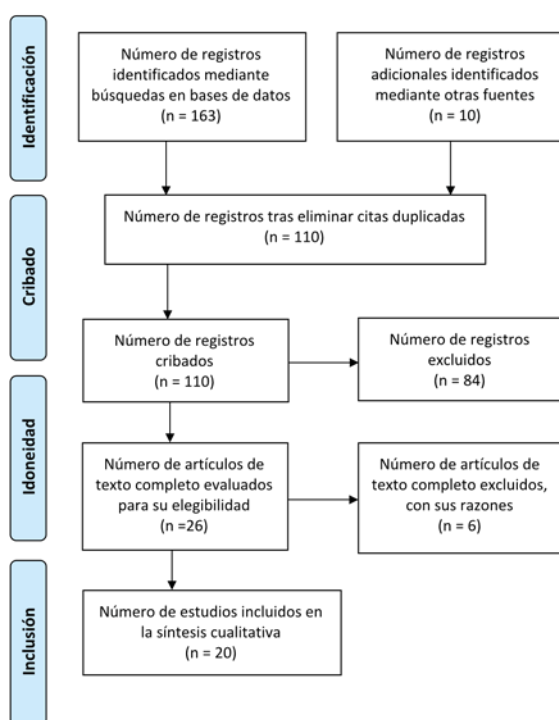 Identificación
Número de registros
identificados mediante
búsquedas en bases de datos
(n = 163)
Número de registros
adicionales identificados
mediante otras fuentes
(n = 10)
Cribado
Número de registros tras eliminar citas duplicadas
(n = 110)
Número de registros
cribados
(n = 110)
Número de registros
excluidos
(n = 84)
Idoneidad
Número de artículos de
texto completo evaluados
para su elegibilidad
(n =26)
Número de artículos de
texto completo excluidos,
con sus razones
(n = 6)
Inclusión
Número de estudios incluidos en
la síntesis cualitativa
(n = 20)